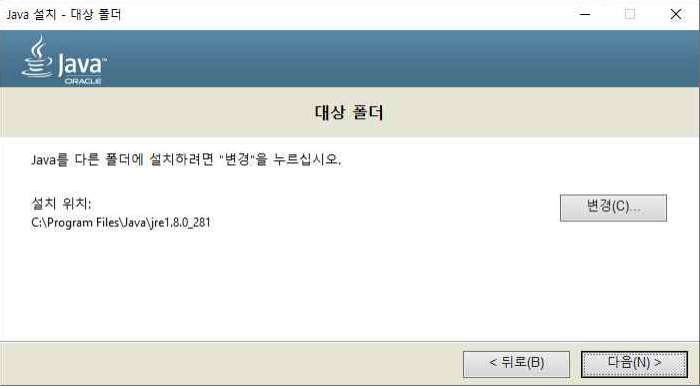 Java 설치 - 대상 폴더
Java™
ORACLE
대상 폴더
Java를 다른 폴더에 설치하려면 "변경"을 누르십시오.
설치 위치:
변경(C)...
C:\Program Files\Java\jre1.8.0_281
< 뒤로(B)
다음(N) >